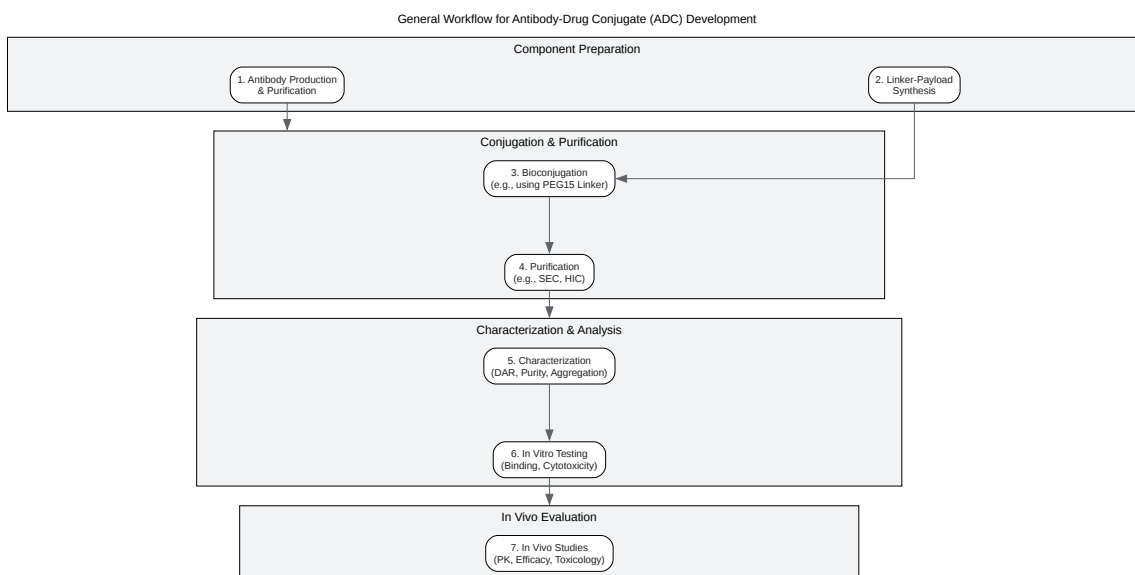 General Workflow for Antibody-Drug Conjugate (ADC) Development
Component Preparation
1. Antibody Production
& Purification
2. Linker-Payload
Synthesis
Conjugation & Purification
3. Bioconjugation
(e.g., using PEG15 Linker)
4. Purification
(e.g., SEC, HIC)
Characterization & Analysis
5. Characterization
(DAR, Purity, Aggregation)
6. In Vitro Testing
(Binding, Cytotoxicity)
In Vivo Evaluation
7. In Vivo Studies
(PK, Efficacy, Toxicology)